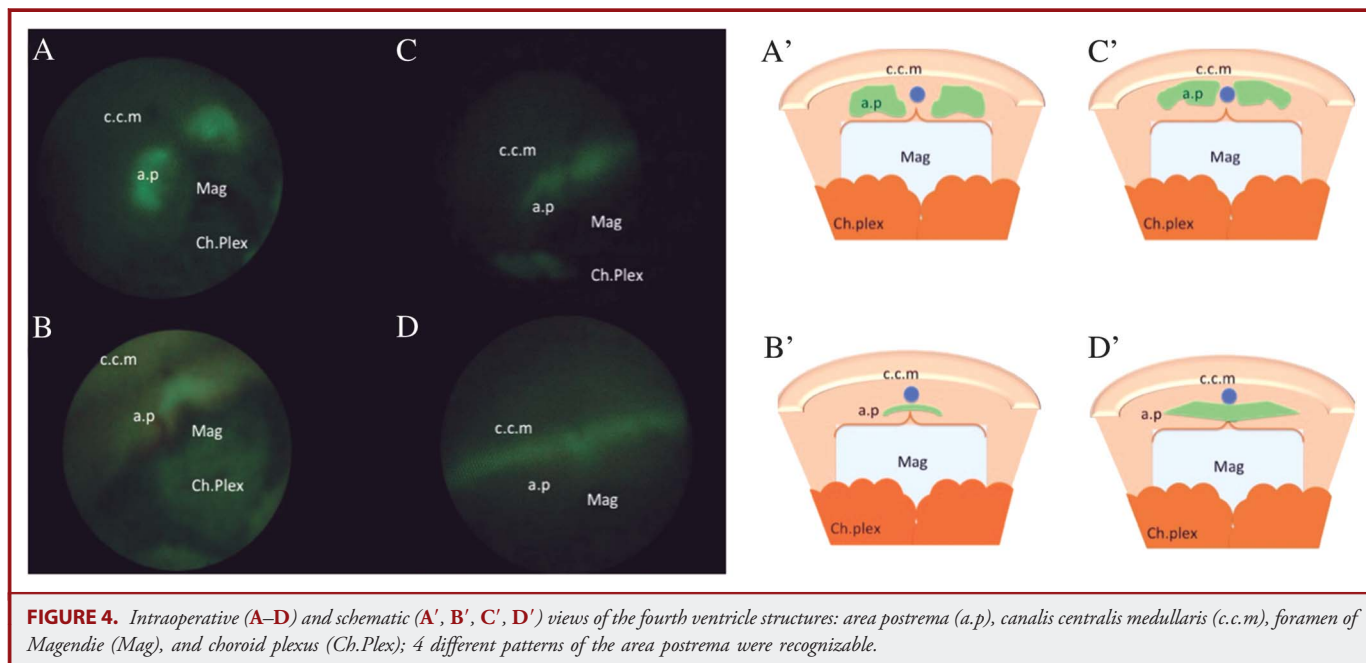 A
c.c.m
a.p
Mag
Ch.Plex
C
c.c.m
a.p
Mag
Ch.Plex
B
c.c.m
a.p
Mag
Ch.Plex
D
c.c.m
a.p
Mag
A’
c.c.m
a.p
Mag
Ch.plex
C’
c.c.m
a.p
Mag
B’
c.c.m
a.p
Mag
Ch.plex
D’
c.c.m
a.p
Mag
Ch.plex
FIGURE 4. Intraoperative (A–D) and schematic (A′, B′, C′, D′) views of the fourth ventricle structures: area postrema (a.p), canalis centralis medullaris (c.c.m), foramen of
Magendie (Mag), and choroid plexus (Ch.Plex); 4 different patterns of the area postrema were recognizable.